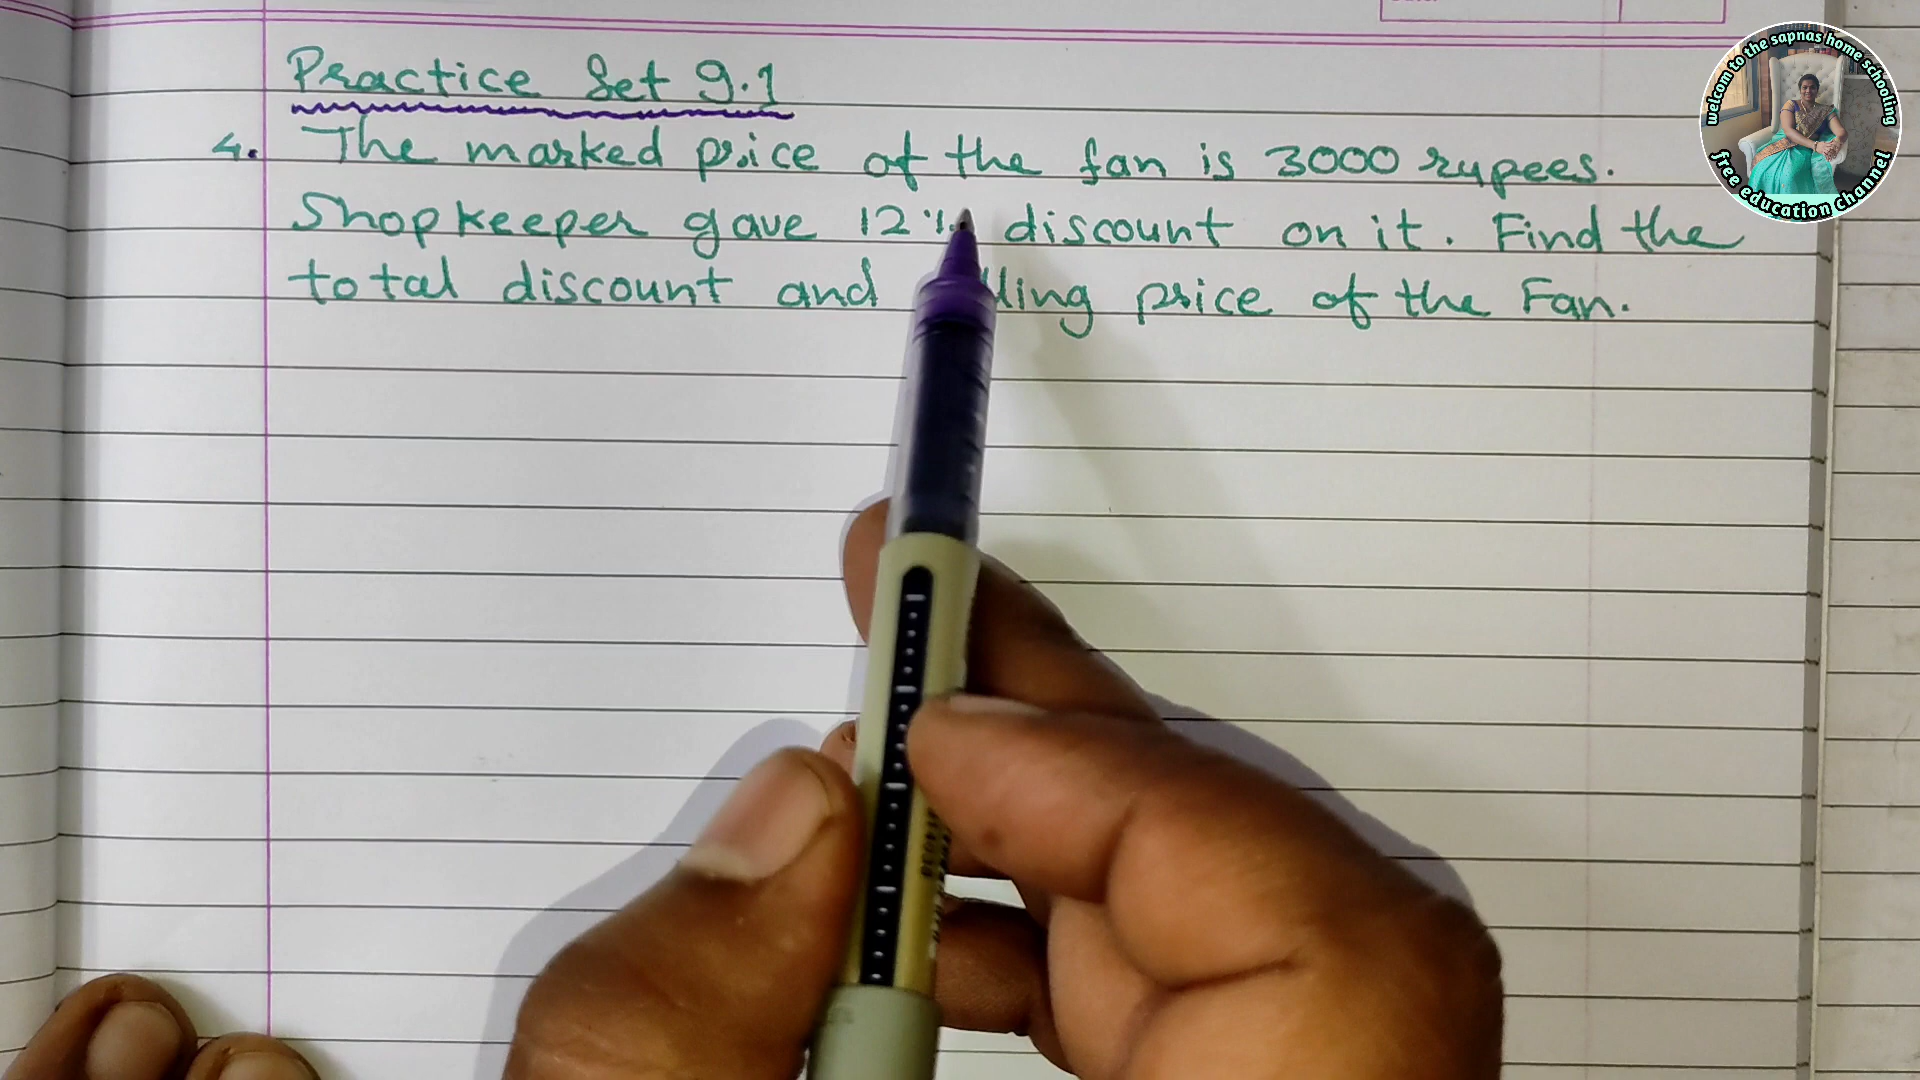 Practice Set 9.1
4. The marked price of the fan is 3000 rupees.
Shopkeeper gave 12% discount on it. Find the
total discount and lling price of the Fan.
welcom to the sapnas home schooling
free education channel